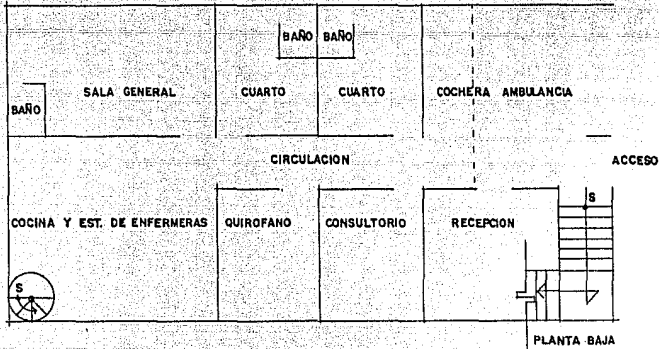 BAÑO BAÑO
SALA GENERAL CUARTO CUARTO COCHERA AMBULANCIA
BAÑO
CIRCULACION ACCESO
S
COCINA Y EST. DE ENFERMERAS QUIROFANO CONSULTORIO RECEPCION
S
PLANTA BAJA